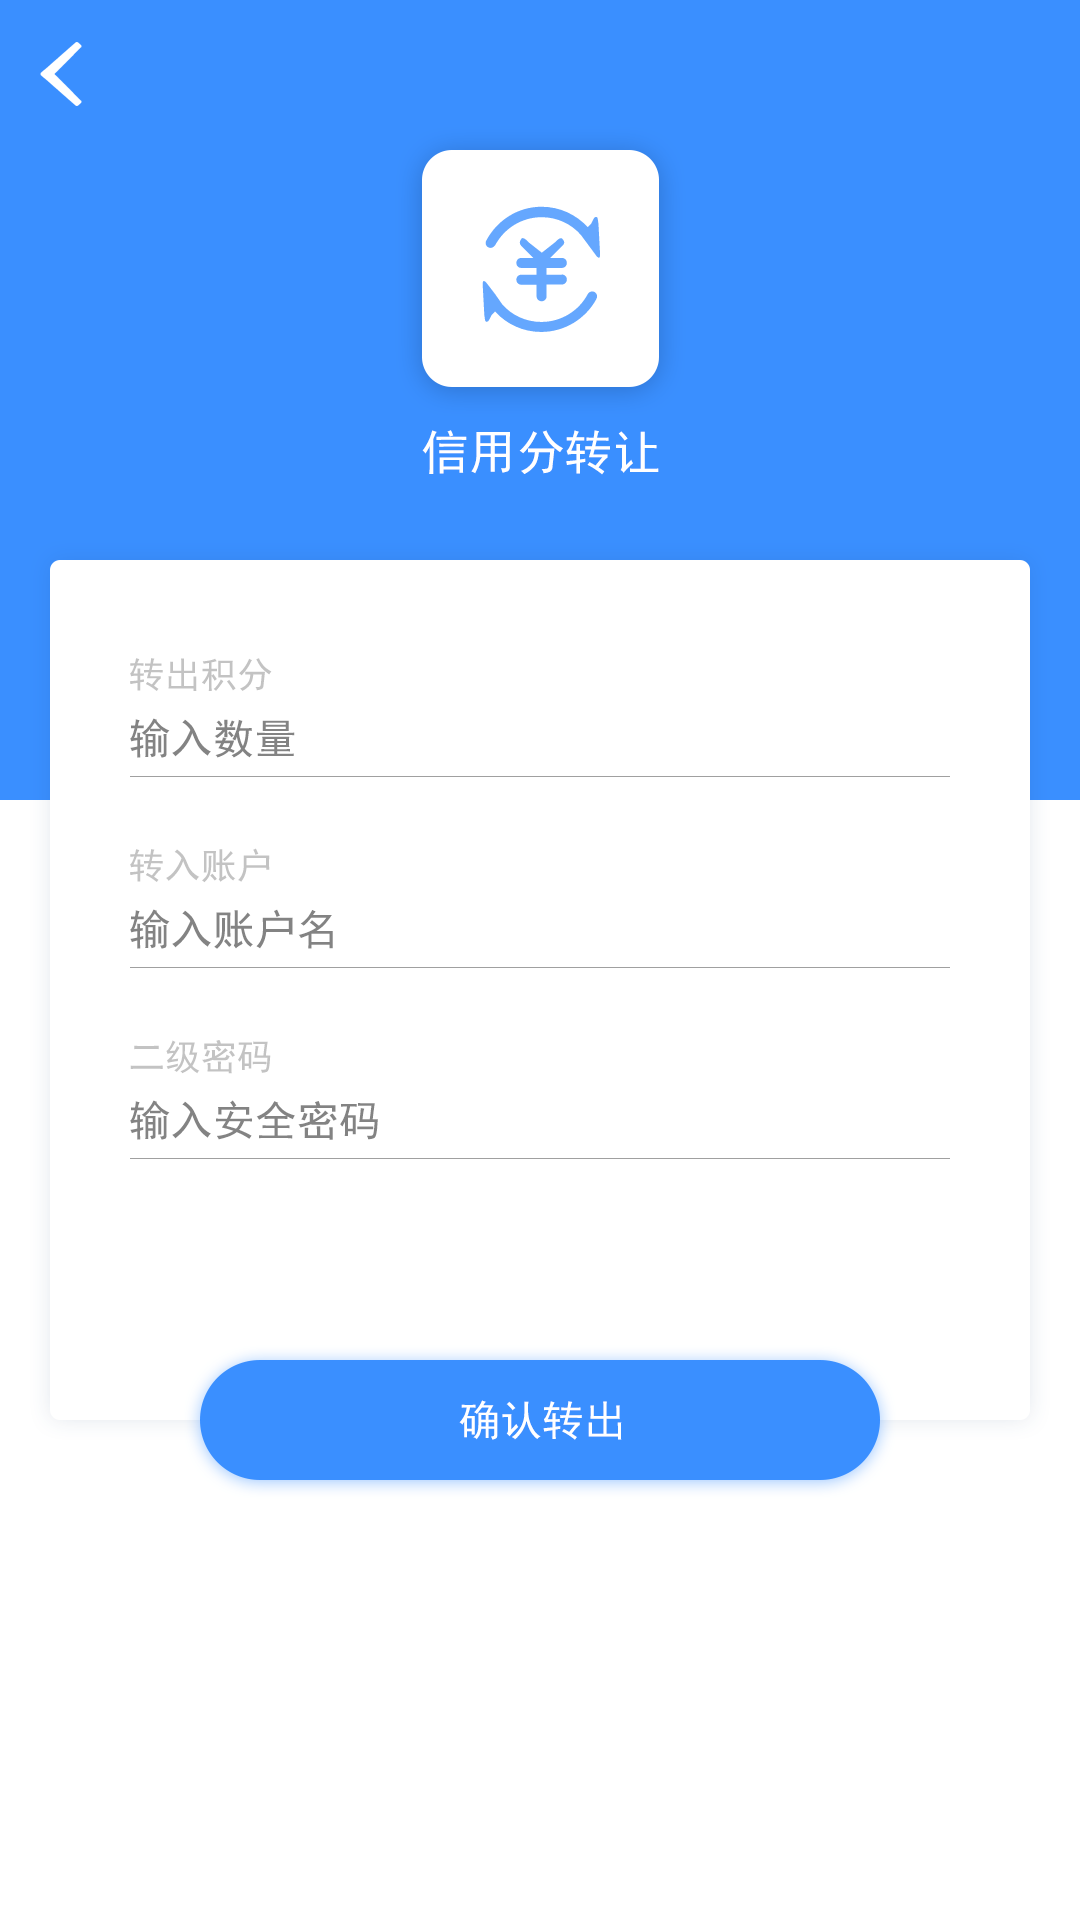 信用分转让
转出积分
输入数量
转入账户
输入账户名
二级密码
输入安全密码
确认转出